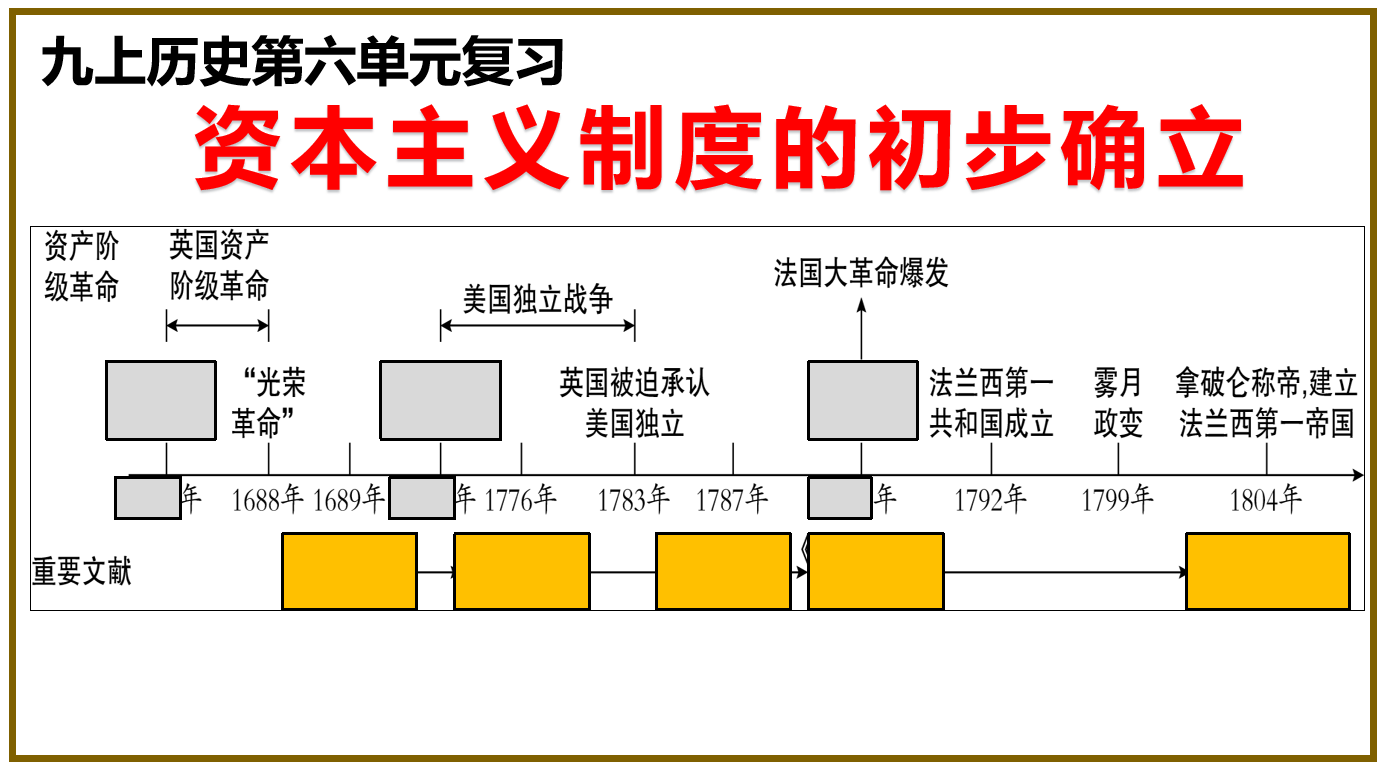 九上历史第六单元复习
资本主义制度的初步确立
资产阶
级革命
英国资产
阶级革命
美国独立战争
法国大革命爆发
“光荣
革命”
英国被迫承认
美国独立
法兰西第一
共和国成立
雾月
政变
拿破仑称帝,建立
法兰西第一帝国
年
1688年
1689年
年
1776年
1783年
1787年
年
1792年
1799年
1804年
重要文献
《